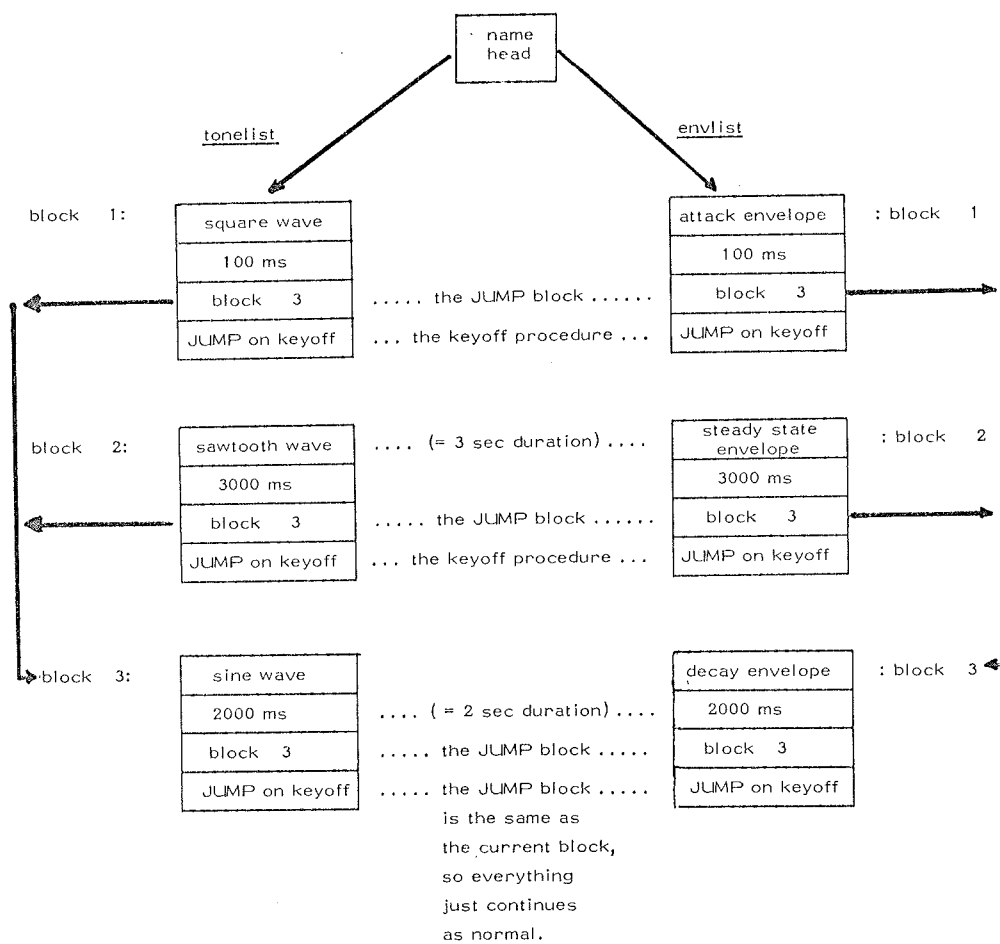 name
head
tonelist
envlist
block 1:
square wave
attack envelope
: block 1
100 ms
100 ms
block 3
..... the JUMP block ......
block 3
JUMP on keyoff
... the keyoff procedure ...
JUMP on keyoff
block 2:
sawtooth wave
.... (= 3 sec duration) ....
steady state
envelope
: block 2
3000 ms
3000 ms
block 3
..... the JUMP block ......
block 3
JUMP on keyoff
... the keyoff procedure ...
JUMP on keyoff
block 3:
sine wave
decay envelope
: block 3
2000 ms
.... ( = 2 sec duration) ....
2000 ms
block 3
..... the JUMP block .....
block 3
JUMP on keyoff
..... the JUMP block .....
JUMP on keyoff
is the same as
the current block,
so everything
just continues
as normal.